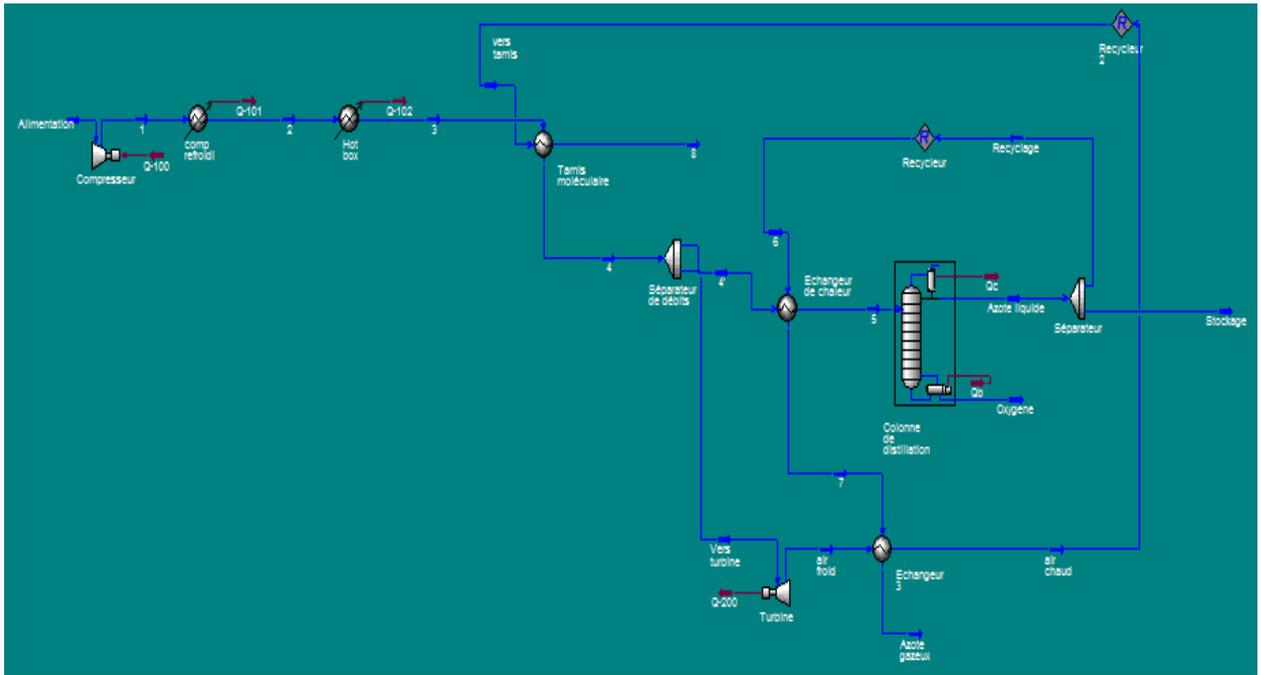 R
Recycleur
2
vers
tamis
Alimentation
1
Q-101
2
Q-102
3
comp
refroidi
Hot
box
Q-100
Compresseur
8
Tamis
moléculaire
R
Recyclage
Recycleur
6
4
4'
Séparateur
de débits
Echangeur
de chaleur
5
Qc
Azote liquide
Séparateur
Stockage
Qb
Oxygène
Colonne
de
distillation
7
Vers
turbine
air
froid
Echangeur
3
air
chaud
Q-200
Turbine
Azote
gazeux